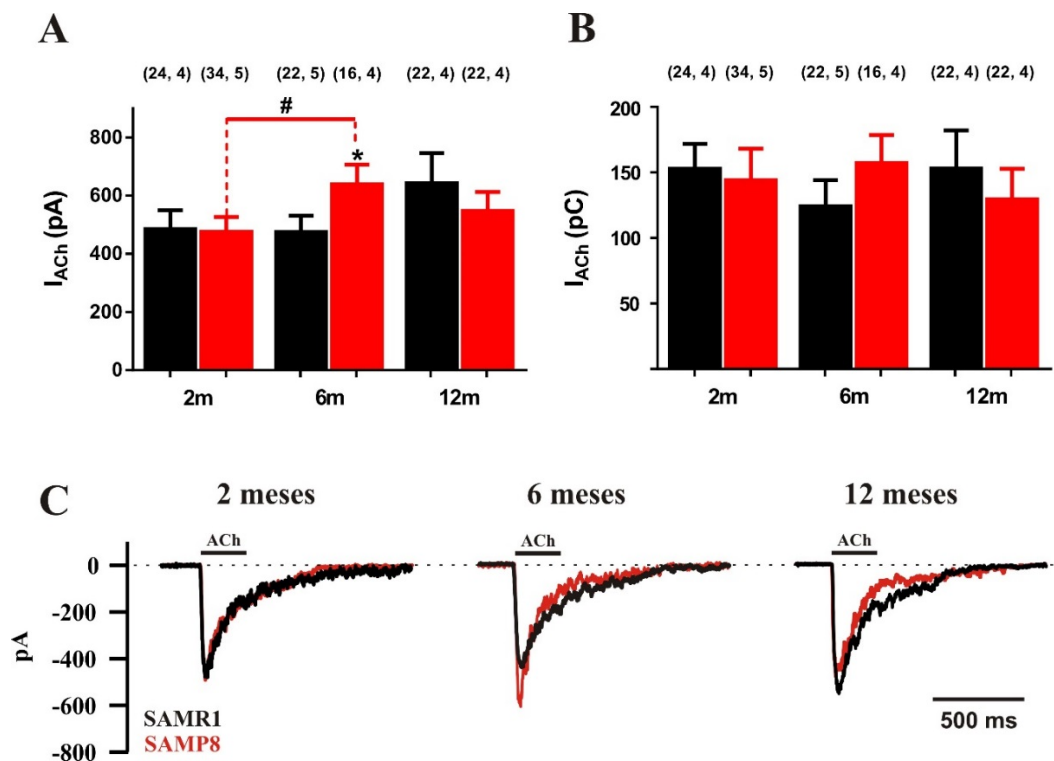 A
(24, 4) (34, 5) (22, 5) (16, 4) (22, 4) (22, 4)
#
*
800
600
400
200
0
IACh (pA)
2m 6m 12m
B
(24, 4) (34, 5) (22, 5) (16, 4) (22, 4) (22, 4)
200
150
100
50
IACh (pC)
2m 6m 12m
C
2 meses 6 meses 12 meses
ACh ACh ACh
0
-200
-400
-600
-800
pA
SAMR1
SAMP8
500 ms